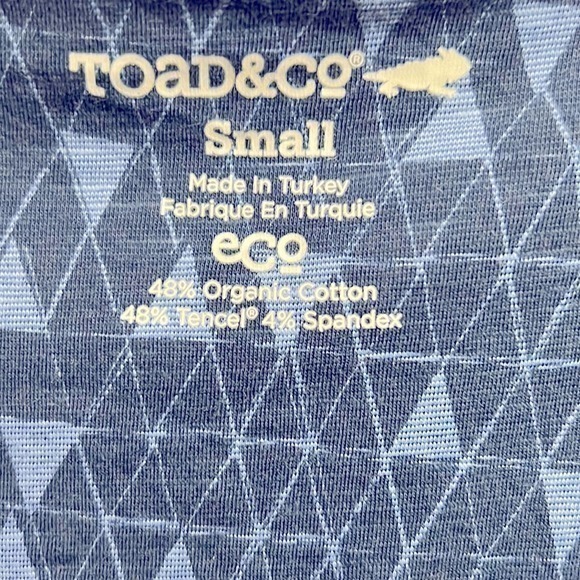 TOAD&CO®
Small
Made In Turkey
Fabrique En Turquie
eco
48% Organic Cotton
48% Tencel® 4% Spandex